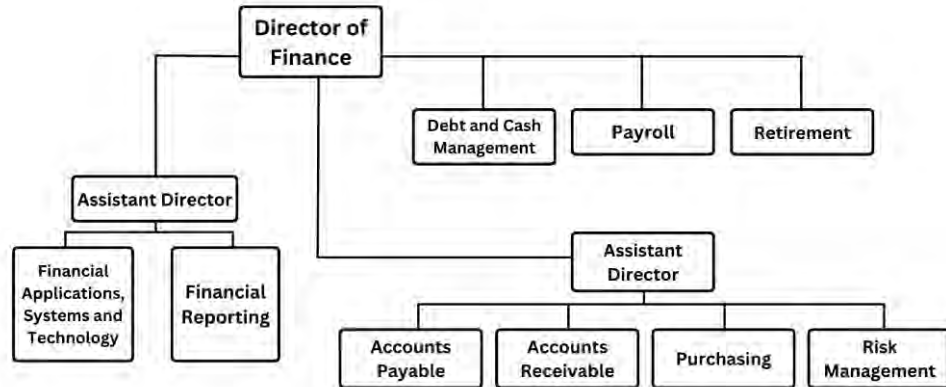 Director of
Finance
Debt and Cash
Management
Payroll
Retirement
Assistant Director
Financial
Applications,
Systems and
Technology
Financial
Reporting
Assistant
Director
Accounts
Payable
Accounts
Receivable
Purchasing
Risk
Management